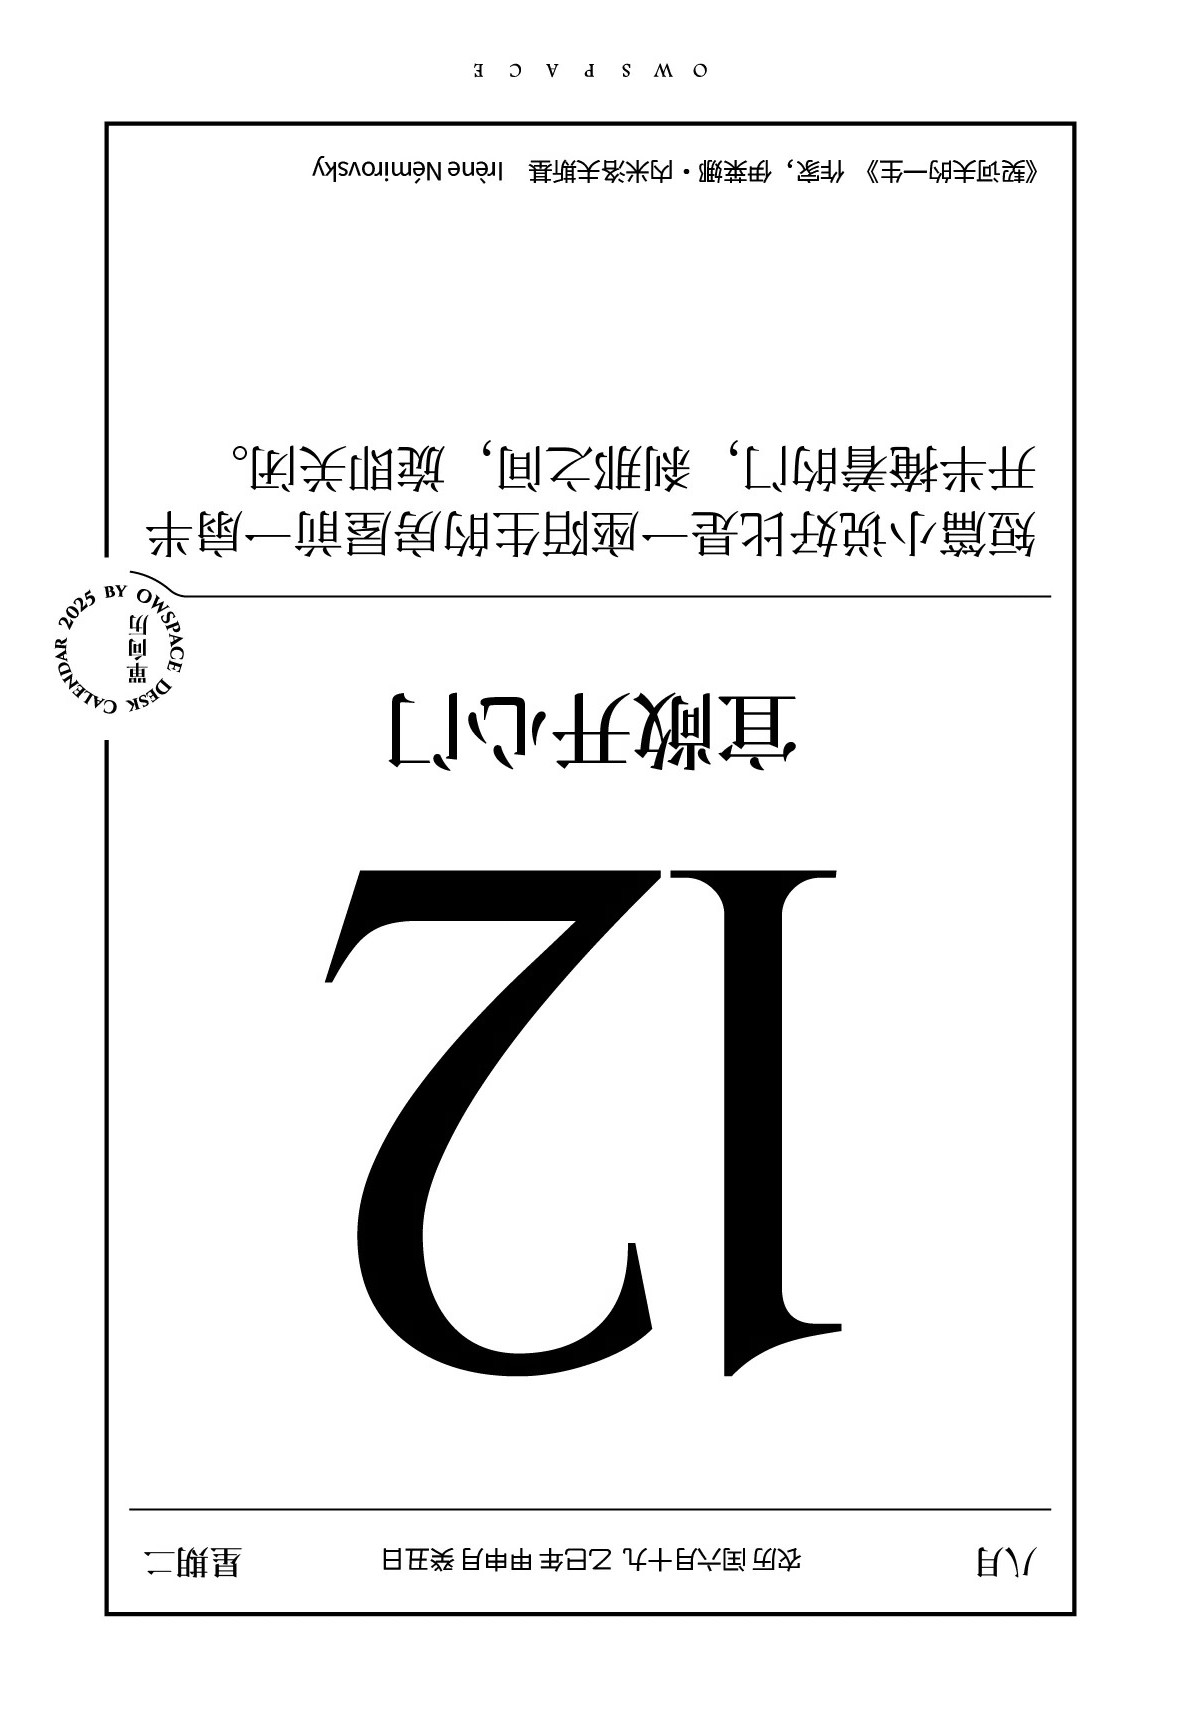 八月
农历 闰六月十九 乙巳年 甲申月 癸丑日
星期二
12
宜敞开心门
單向历
DESK CALENDAR 2025 BY OWSPACE
短篇小说好比是一座陌生的房屋前一扇半
开半掩着的门，刹那之间，旋即关闭。
《契诃夫的一生》 作家，伊莱娜·内米洛夫斯基 Irène Némirovsky
OWSPACE